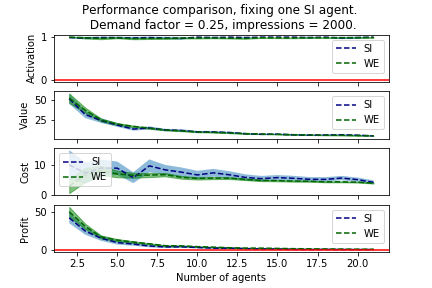 Performance comparison, fixing one SI agent.
Demand factor = 0.25, impressions = 2000.
Activation
1
0
SI
WE
Value
50
25
SI
WE
Cost
10
0
SI
WE
Profit
50
0
SI
WE
2.5 5.0 7.5 10.0 12.5 15.0 17.5 20.0
Number of agents